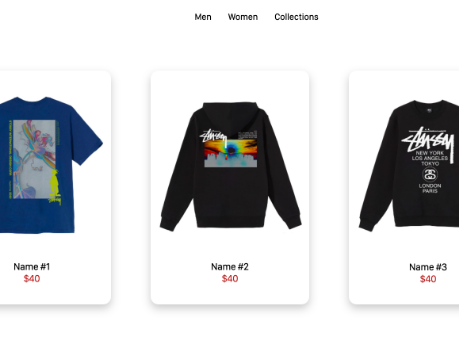 Men Women Collections
Stüssy
Stüssy
NEW YORK
LOS ANGELES
TOKYO
LONDON
PARIS
Name #1
$40
Name #2
$40
Name #3
$40